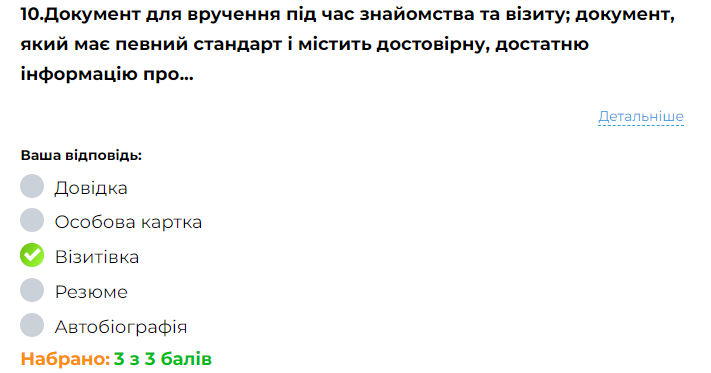 10.Документ для вручення під час знайомства та візиту; документ,
який має певний стандарт і містить достовірну, достатню
інформацію про...
Детальніше
Ваша відповідь:
Довідка
Особова картка
Візитівка
Резюме
Автобіографія
Набрано: 3 з 3 балів